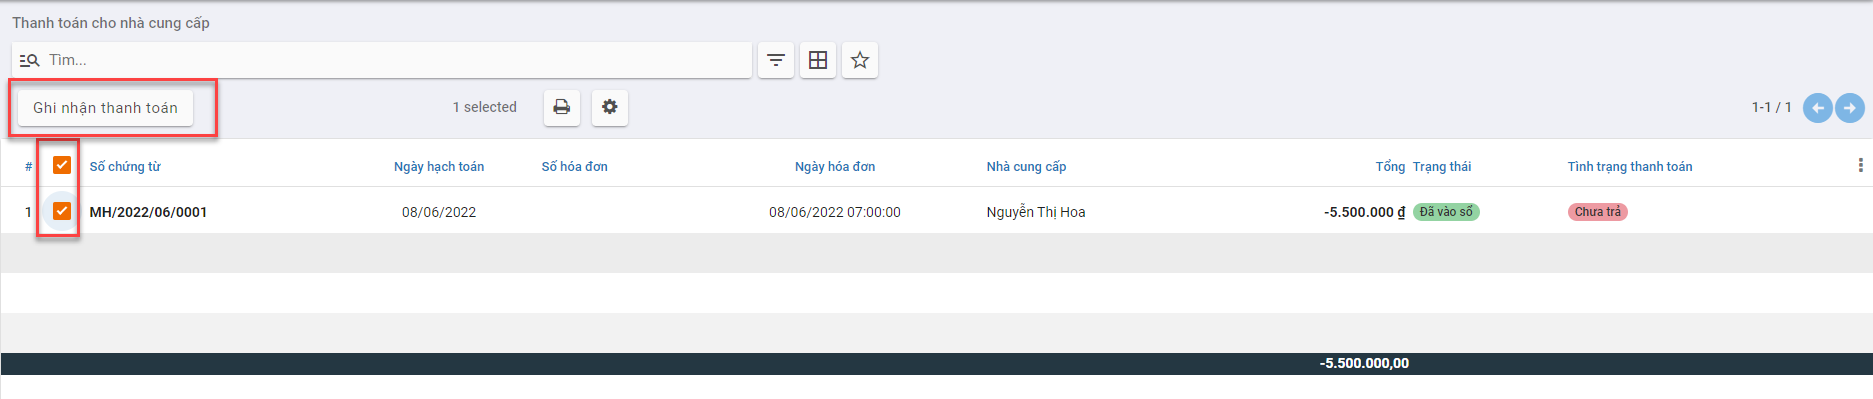 Thanh toán cho nhà cung cấp
Tìm...
Ghi nhận thanh toán 1 selected 1-1 / 1
# Số chứng từ Ngày hạch toán Số hóa đơn Ngày hóa đơn Nhà cung cấp Tổng Trạng thái Tình trạng thanh toán
1 MH/2022/06/0001 08/06/2022 08/06/2022 07:00:00 Nguyễn Thị Hoa -5.500.000 ₫ Đã vào sổ Chưa trả
-5.500.000,00